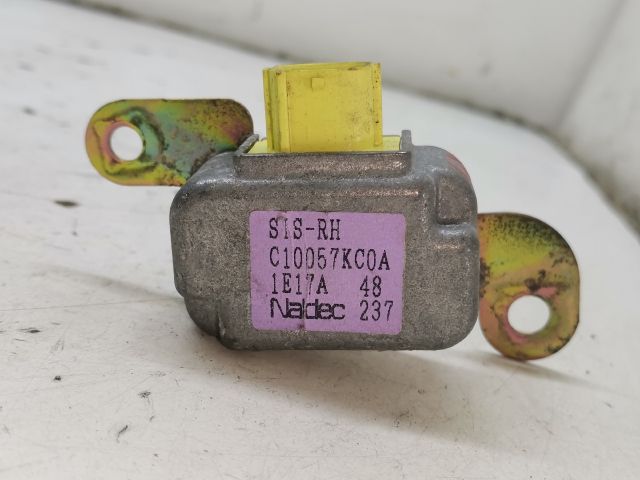 SIS-RH
C10057KC0A
1E17A 48
Naldec 237